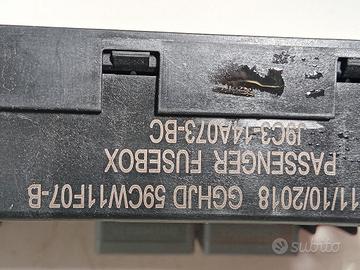 11/10/2018 GGHJD 59CW11F07-B
PASSENGER FUSEBOX
J9C3-14A073-BC
subito